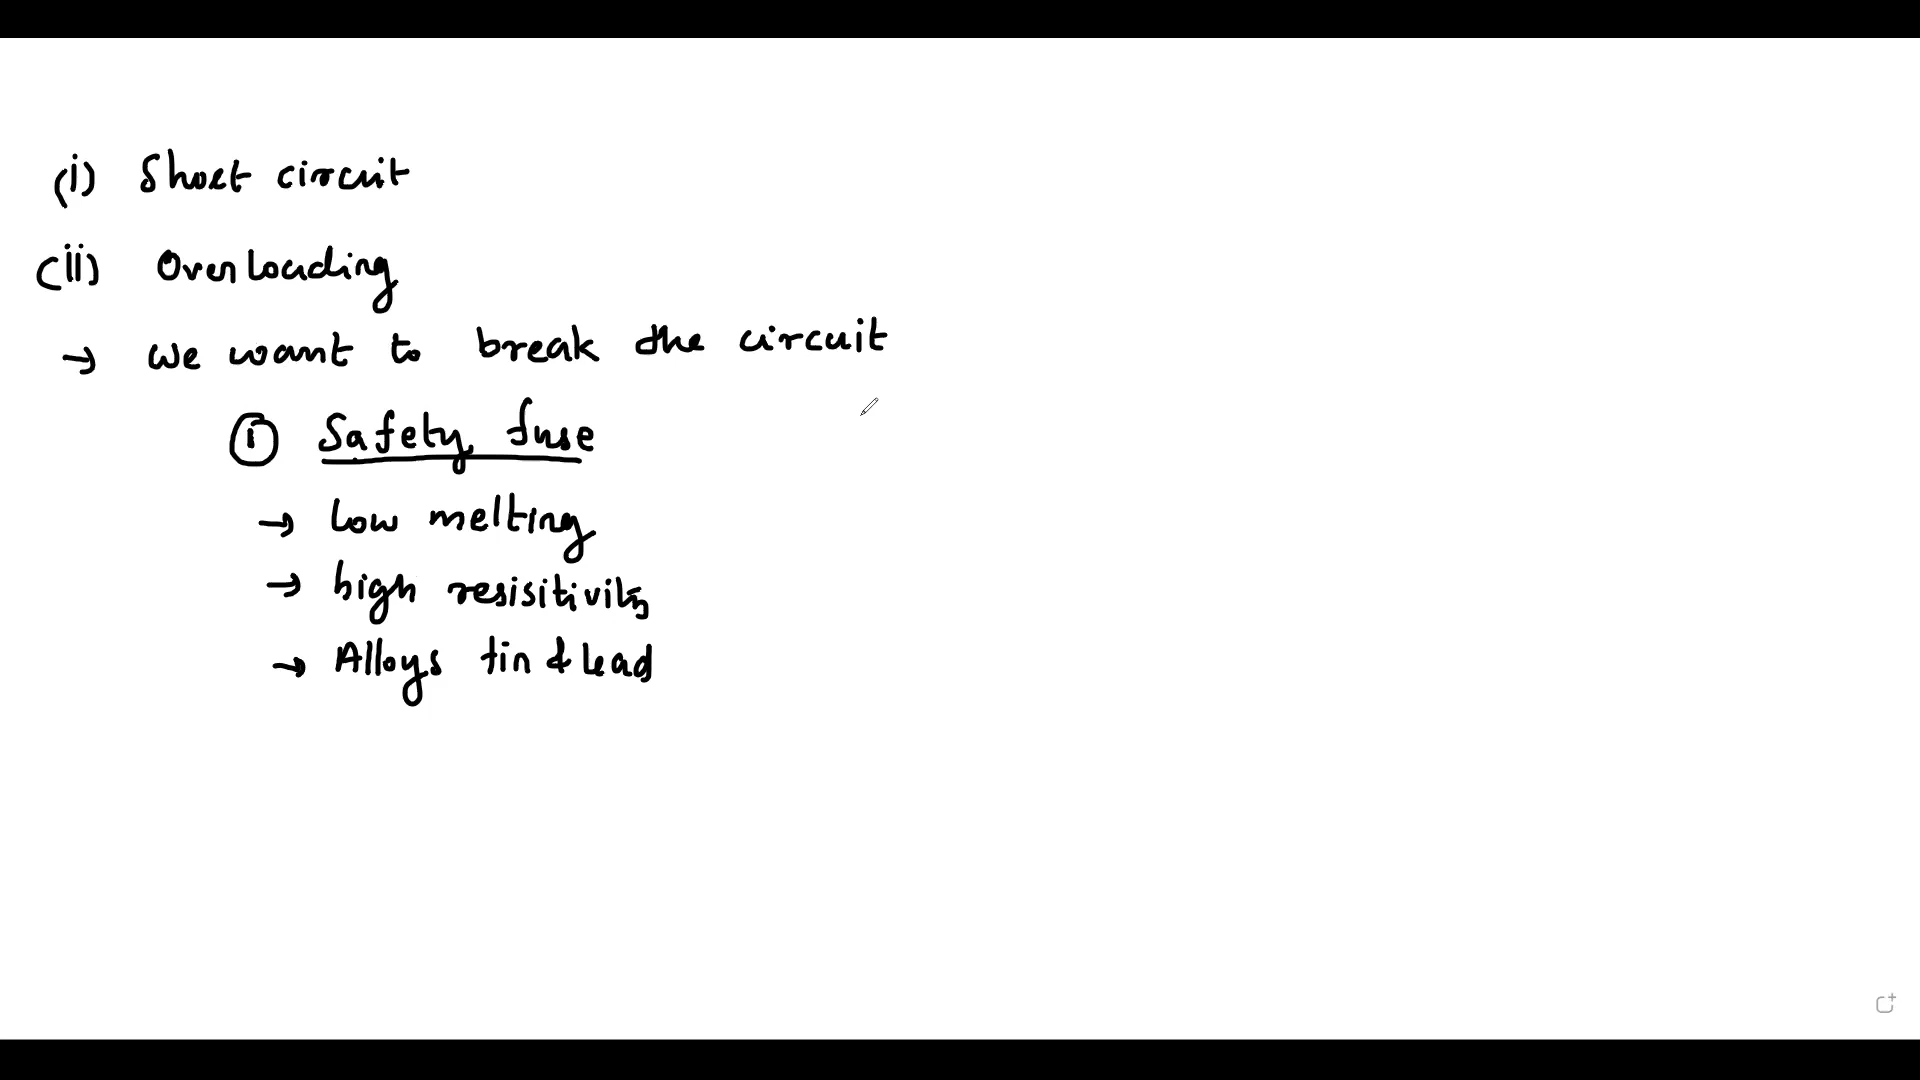 (i) Short circuit
(ii) Overloading
→ We want to break the circuit
① Safety fuse
→ Low melting
→ high resisitivity
→ Alloys tin & lead